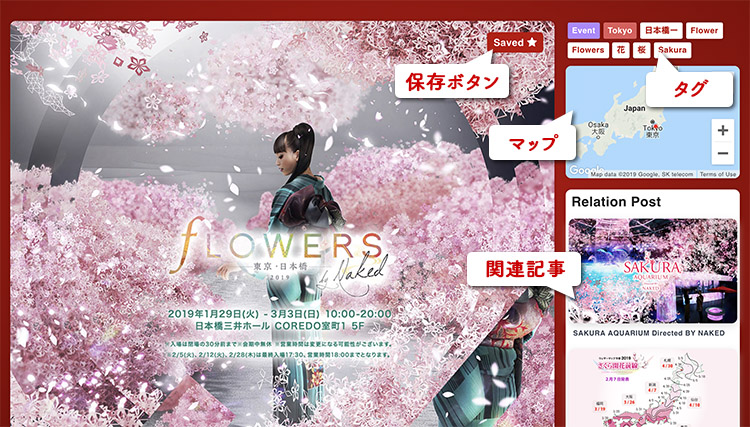 Saved ★
保存ボタン
fLOWERS
東京・日本橋
2019
by Naked
2019年1月29日(火) - 3月3日(日) 10:00-20:00
日本橋三井ホール COREDO室町1 5F
※入場は閉場の30分前まで※会期中無休 ※営業時間は変更になる可能性がございます。
※2/5(火)、2/12(火)、2/28(木)は最終入場17:30、営業時間18:00までとなります。
Event Tokyo 日本橋一 Flower
Flowers 花 桜 Sakura
タグ
マップ
Japan
Osaka
大阪
Tokyo
東京
+
−
Google
Map data ©2019 Google, SK telecom Terms of Use
Relation Post
関連記事
SAKURA
AQUARIUM
NAKED
SAKURA AQUARIUM Directed BY NAKED
さくら開花前線
札幌
大阪
福岡